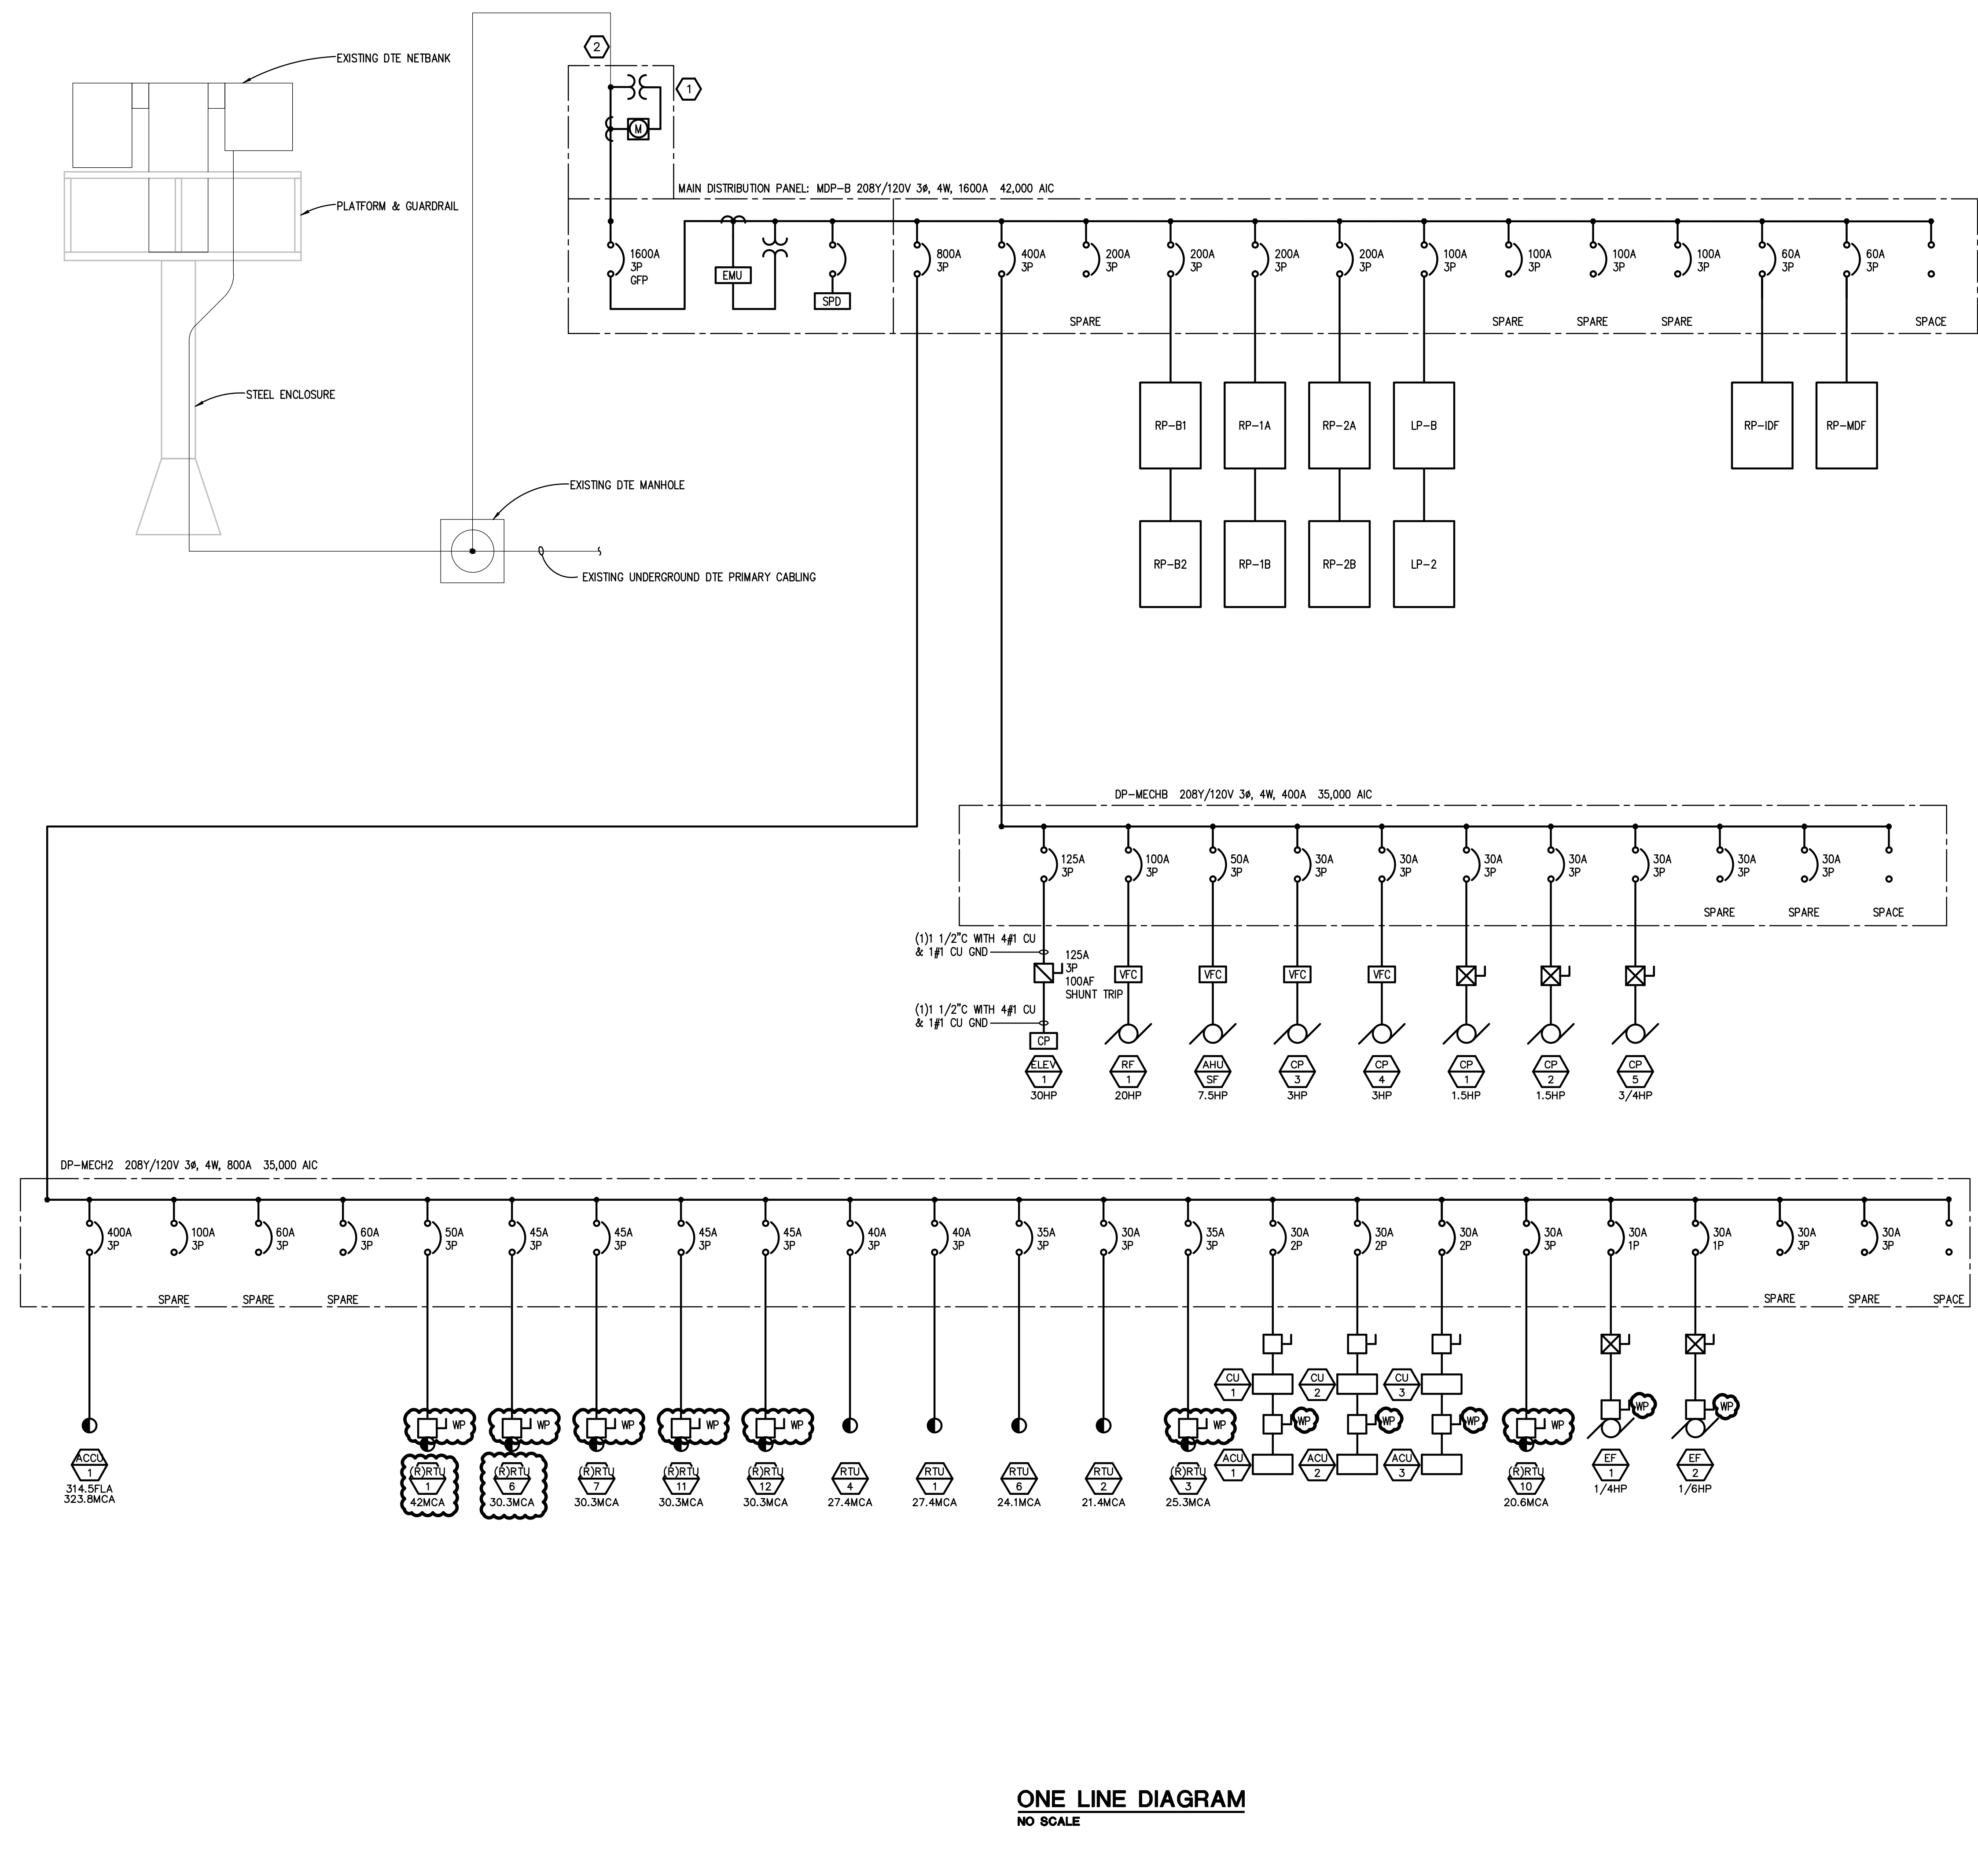 2
EXISTING DTE NETBANK
1
M
MAIN DISTRIBUTION PANEL: MDP-B 208Y/120V 3ø, 4W, 1600A 42,000 AIC
PLATFORM & GUARDRAIL
1600A
3P
GFP
EMU
SPD
800A
3P
400A
3P
200A
3P
SPARE
200A
3P
200A
3P
200A
3P
100A
3P
100A
3P
SPARE
100A
3P
SPARE
100A
3P
SPARE
60A
3P
60A
3P
SPACE
STEEL ENCLOSURE
RP-B1
RP-1A
RP-2A
LP-B
RP-IDF
RP-MDF
EXISTING DTE MANHOLE
EXISTING UNDERGROUND DTE PRIMARY CABLING
RP-B2
RP-1B
RP-2B
LP-2
DP-MECHB 208Y/120V 3ø, 4W, 400A 35,000 AIC
125A
3P
100A
3P
50A
3P
30A
3P
30A
3P
30A
3P
30A
3P
30A
3P
30A
3P
SPARE
30A
3P
SPARE
SPACE
(1)1 1/2"C WITH 4#1 CU
& 1#1 CU GND
125A
3P
100AF
SHUNT TRIP
VFC
VFC
VFC
VFC
(1)1 1/2"C WITH 4#1 CU
& 1#1 CU GND
CP
ELEV
1
30HP
RF
1
20HP
AHU
SF
7.5HP
CP
3
3HP
CP
4
3HP
CP
1
1.5HP
CP
2
1.5HP
CP
5
3/4HP
DP-MECH2 208Y/120V 3ø, 4W, 800A 35,000 AIC
400A
3P
100A
3P
SPARE
60A
3P
SPARE
60A
3P
SPARE
50A
3P
45A
3P
45A
3P
45A
3P
45A
3P
40A
3P
40A
3P
35A
3P
30A
3P
35A
3P
30A
2P
30A
2P
30A
2P
30A
3P
30A
1P
30A
1P
30A
3P
SPARE
30A
3P
SPARE
SPACE
CU
1
CU
2
CU
3
WP
WP
WP
WP
WP
WP
WP
WP
WP
WP
WP
WP
ACCU
1
314.5FLA
323.8MCA
(R)RTU
1
42MCA
(R)RTU
6
30.3MCA
(R)RTU
7
30.3MCA
(R)RTU
11
30.3MCA
(R)RTU
12
30.3MCA
RTU
4
27.4MCA
RTU
1
27.4MCA
RTU
6
24.1MCA
RTU
2
21.4MCA
(R)RTU
3
25.3MCA
ACU
1
ACU
2
ACU
3
(R)RTU
10
20.6MCA
EF
1
1/4HP
EF
2
1/6HP
ONE LINE DIAGRAM
NO SCALE